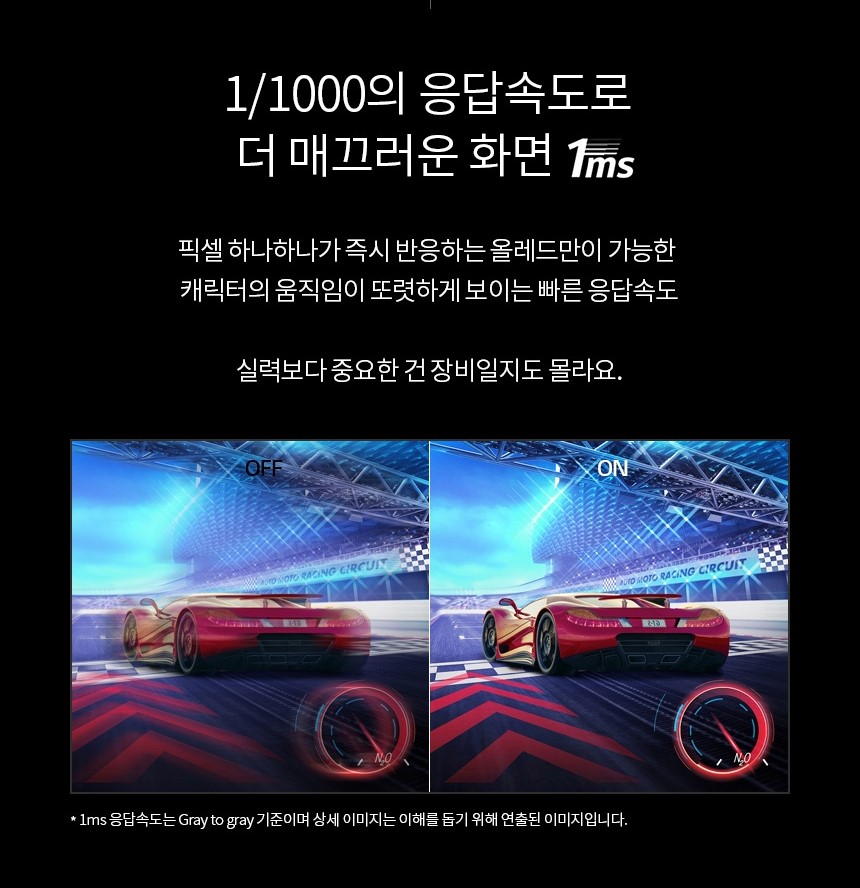 1/1000의 응답속도로
더 매끄러운 화면 1ms
픽셀 하나하나가 즉시 반응하는 올레드만이 가능한
캐릭터의 움직임이 또렷하게 보이는 빠른 응답속도
실력보다 중요한 건 장비일지도 몰라요.
OFF
AUTO MOTO RACING CIRCUIT
N2O
ON
AUTO MOTO RACING CIRCUIT
N2O
* 1ms 응답속도는 Gray to gray 기준이며 상세 이미지는 이해를 돕기 위해 연출된 이미지입니다.